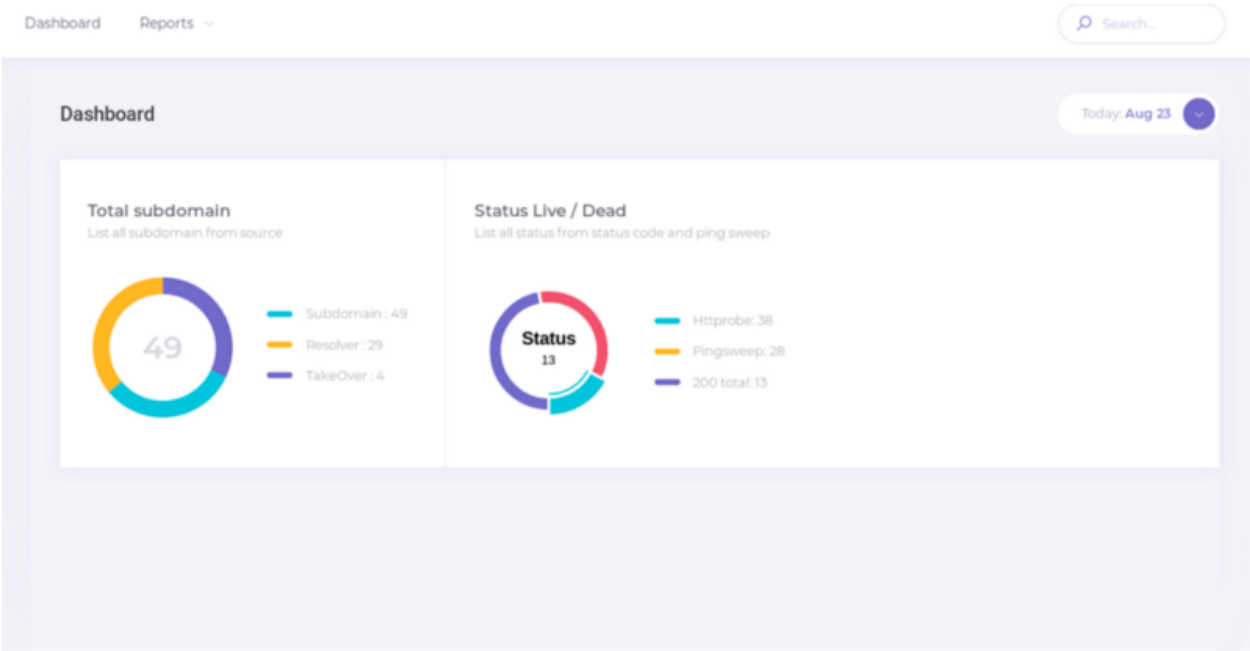 Dashboard Reports
Search...
Dashboard
Today: Aug 23
Total subdomain
List all subdomain from source
49
Subdomain : 49
Resolver : 29
TakeOver : 4
Status Live / Dead
List all status from status code and ping sweep
Status
13
Httprobe: 38
Pingsweep: 28
200 total: 13